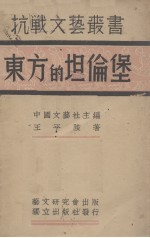 抗戰文藝叢書
東方的坦倫堡
中國文藝社主編
王平陵著
藝文研究會出版
獨立出版社發行